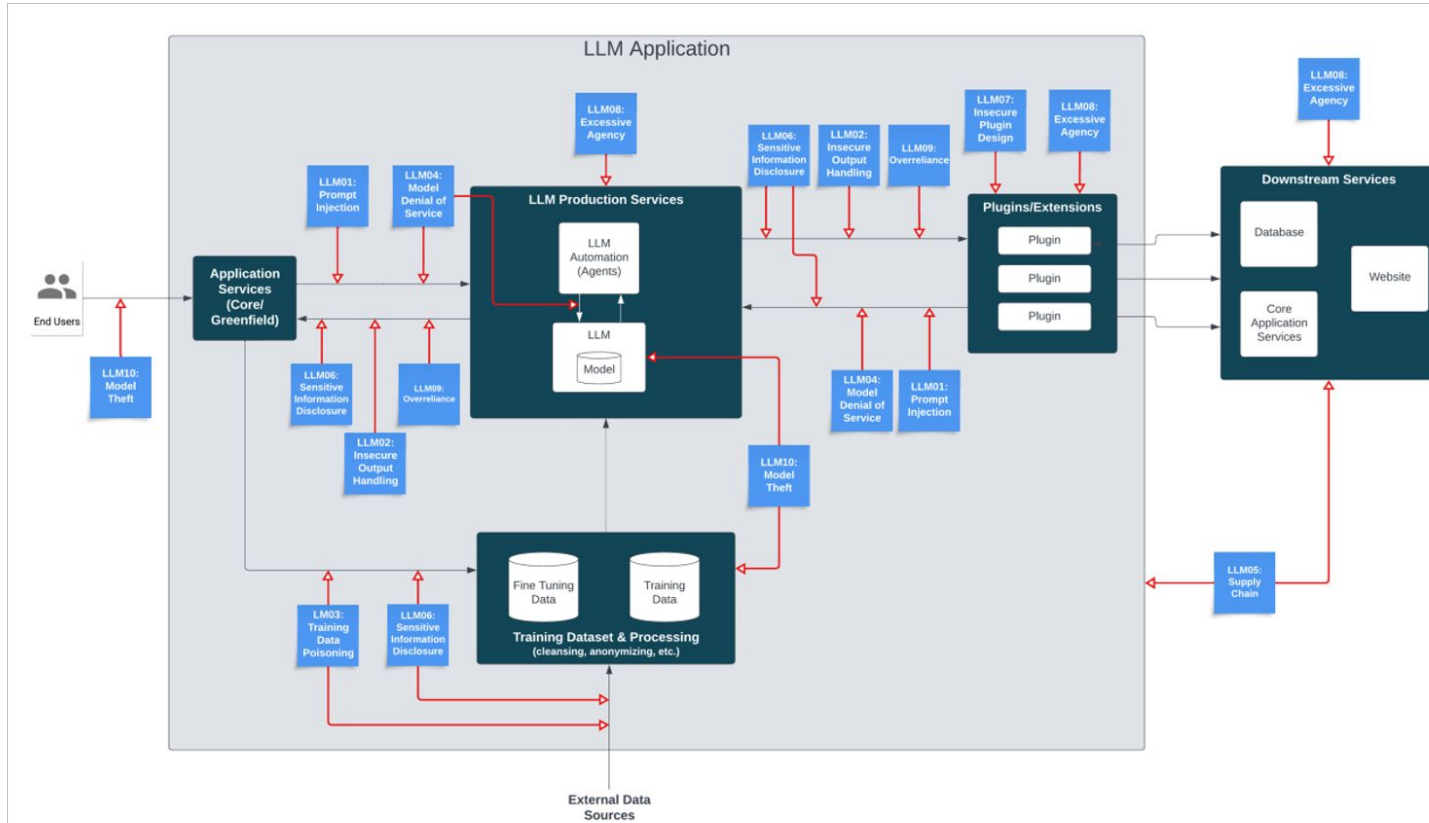 LLM Application
LLM08:
Excessive
Agency
LLM01:
Prompt
Injection
LLM04:
Model
Denial of
Service
LLM06:
Sensitive
Information
Disclosure
LLM02:
Insecure
Output
Handling
LLM09:
Overreliance
LLM07:
Insecure
Plugin
Design
LLM08:
Excessive
Agency
LLM08:
Excessive
Agency
End Users
LLM10:
Model
Theft
Application
Services
(Core/
Greenfield)
LLM Production Services
LLM
Automation
(Agents)
LLM
Model
Plugins/Extensions
Plugin
Plugin
Plugin
Downstream Services
Database
Website
Core
Application
Services
LLM06:
Sensitive
Information
Disclosure
LLM02:
Insecure
Output
Handling
LLM09:
Overreliance
LLM04:
Model
Denial of
Service
LLM01:
Prompt
Injection
LLM10:
Model
Theft
LLM05:
Supply
Chain
LM03:
Training
Data
Poisoning
LLM06:
Sensitive
Information
Disclosure
Fine Tuning
Data
Training
Data
Training Dataset & Processing
(cleansing, anonymizing, etc.)
External Data
Sources